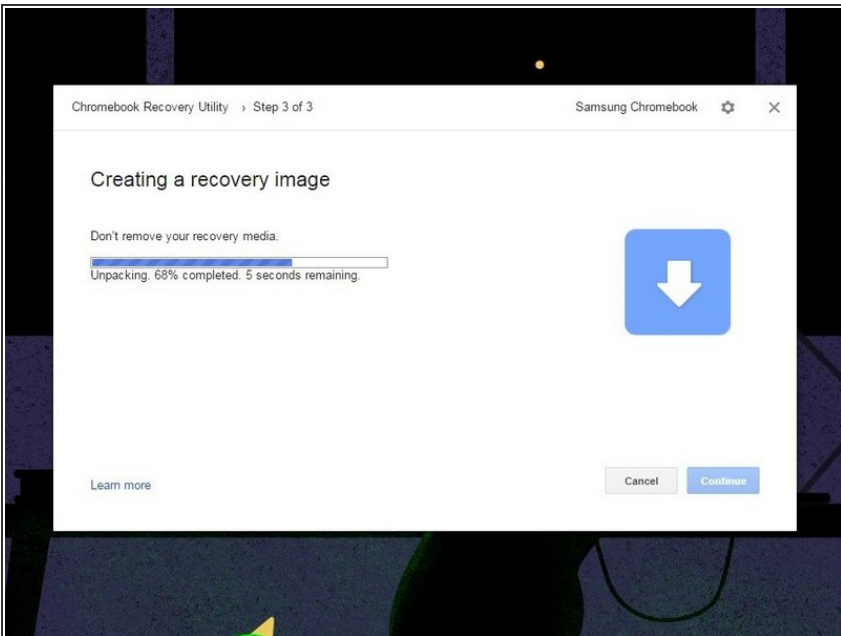 Chromebook Recovery Utility › Step 3 of 3 Samsung Chromebook
Creating a recovery image
Don't remove your recovery media.
Unpacking. 68% completed. 5 seconds remaining.
Learn more Cancel Continue